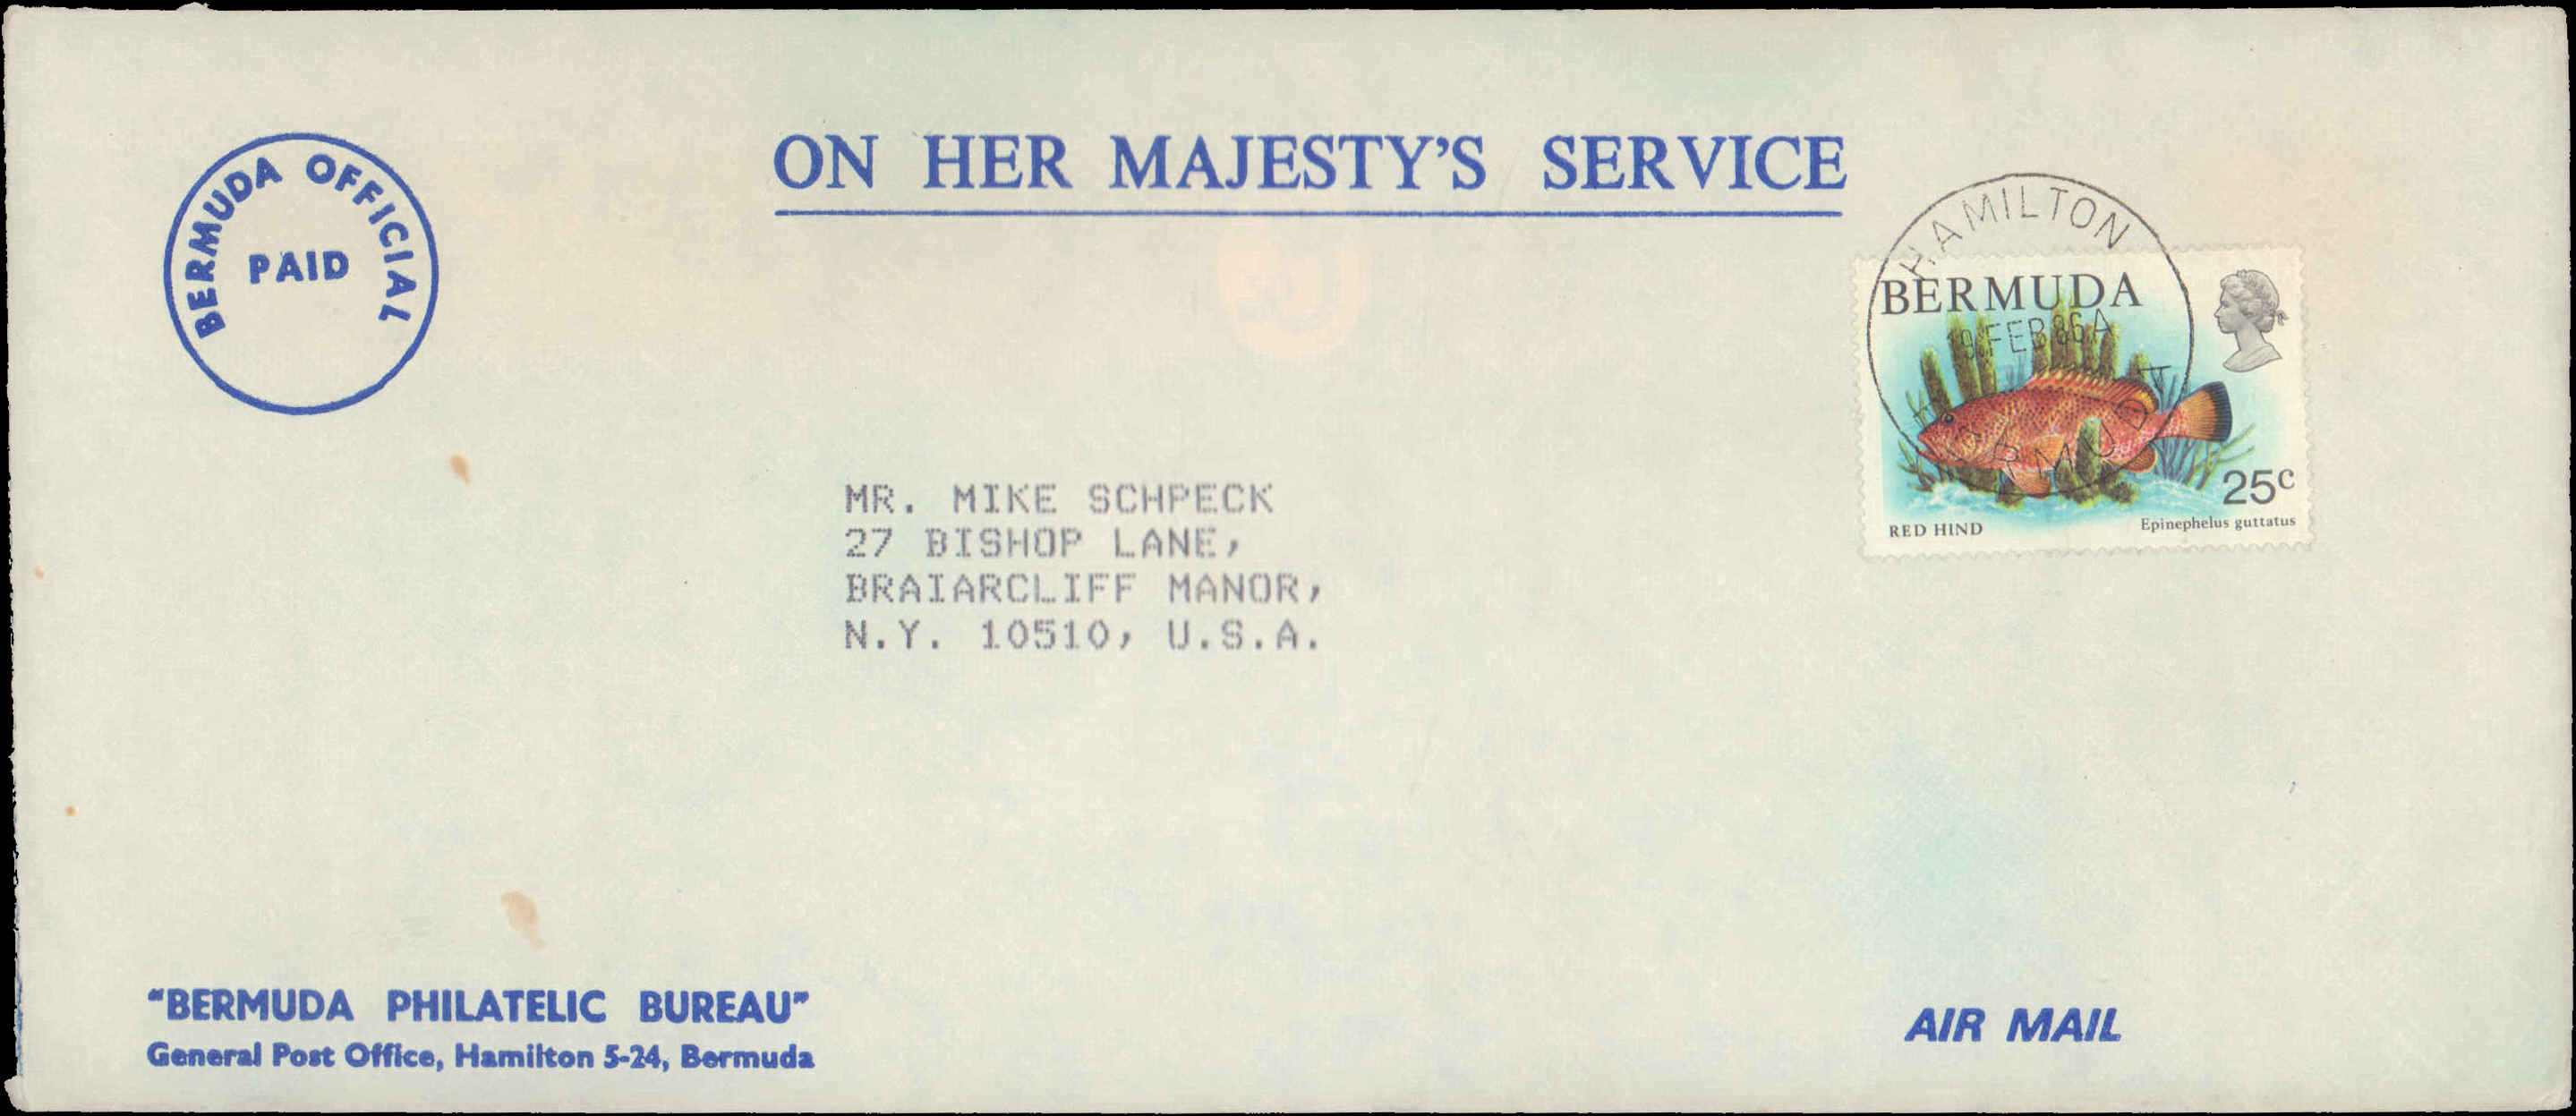 ON HER MAJESTY'S SERVICE
BERMUDA OFFICIAL
PAID
HAMILTON
BERMUDA
FEB 86 A
BERMUDA
25c
RED HIND
Epinephelus guttatus
MR. MIKE SCHPECK
27 BISHOP LANE,
BRAIARCLIFF MANOR,
N.Y. 10510, U.S.A.
"BERMUDA PHILATELIC BUREAU"
General Post Office, Hamilton 5-24, Bermuda
AIR MAIL